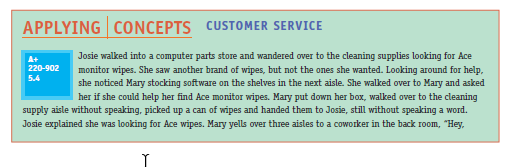 APPLYING CONCEPTS CUSTOMER SERVICE
A+
220-902
5.4
Josie walked into a computer parts store and wandered over to the cleaning supplies looking for Ace
monitor wipes. She saw another brand of wipes, but not the ones she wanted. Looking around for help,
she noticed Mary stocking software on the shelves in the next aisle. She walked over to Mary and asked
her if she could help her find Ace monitor wipes. Mary put down her box, walked over to the cleaning
supply aisle without speaking, picked up a can of wipes and handed them to Josie, still without speaking a word.
Josie explained she was looking for Ace wipes. Mary yells over three aisles to a coworker in the back room, “Hey,